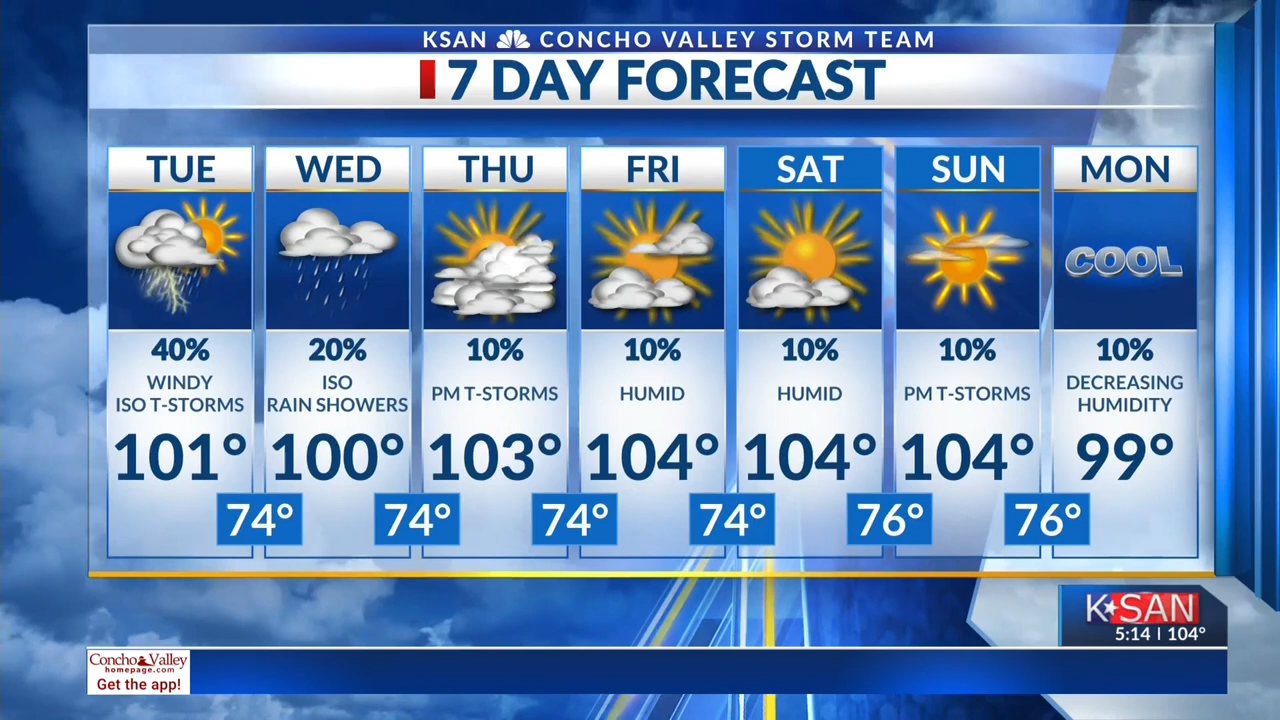 KSAN CONCHO VALLEY STORM TEAM
7 DAY FORECAST
TUE
40%
WINDY
ISO T-STORMS
101°
74°
WED
20%
ISO
RAIN SHOWERS
100°
74°
THU
10%
PM T-STORMS
103°
74°
FRI
10%
HUMID
104°
74°
SAT
10%
HUMID
104°
76°
SUN
10%
PM T-STORMS
104°
76°
MON
COOL
10%
DECREASING
HUMIDITY
99°
KSAN
5:14 | 104°
Concho Valley
homepage.com
Get the app!